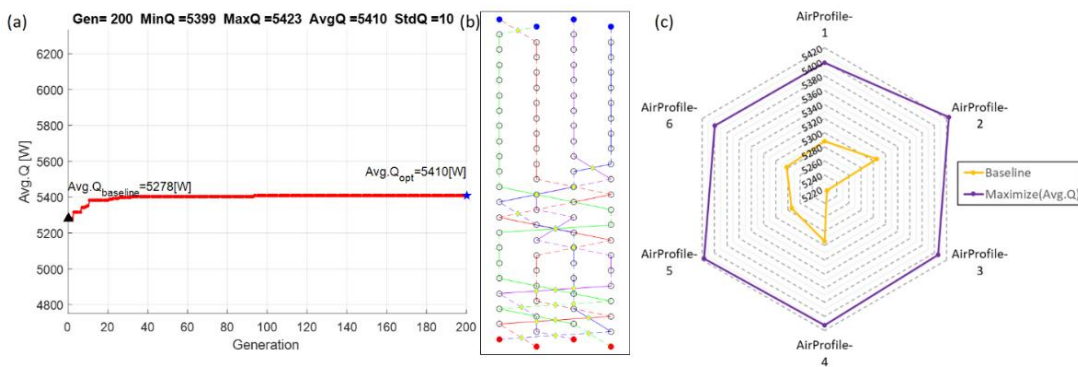 (a)
Gen= 200 MinQ =5399 MaxQ =5423 AvgQ =5410 StdQ =10
Avg.Q [W]
6200
6000
5800
5600
5400
5200
5000
4800
Avg.Q_baseline=5278[W]
Avg.Q_opt=5410[W]
0 20 40 60 80 100 120 140 160 180 200
Generation
(b)
(c)
AirProfile-
1
AirProfile-
2
AirProfile-
3
AirProfile-
4
AirProfile-
5
AirProfile-
6
5420
5400
5380
5360
5340
5320
5300
5280
5260
5240
5220
Baseline
Maximize(Avg.Q)